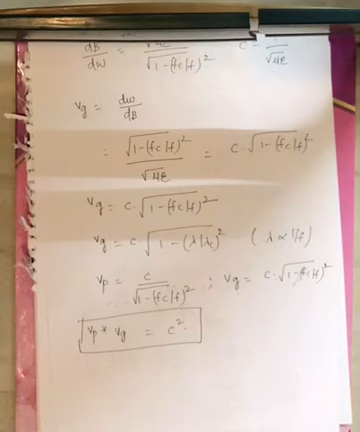 dβ/dω = √με / √1-(fc/f)² c = 1/√με
vg = dω/dβ
: √1-(fc/f)² / √με = c·√1-(fc/f)²
vg = c·√1-(fc/f)²
vg = c·√1-(λ/λc)² (λ ∝ 1/f)
vp = c / √1-(fc/f)² ; vg = c·√1-(fc/f)²
vp * vg = c².